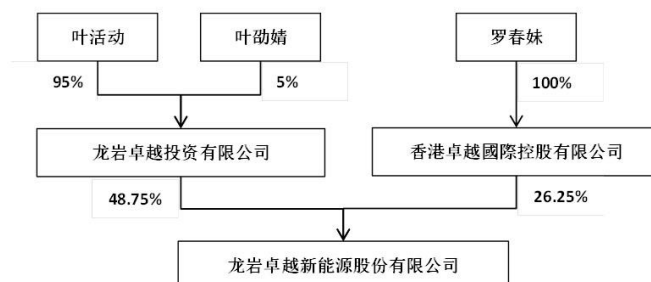 叶活动
叶劭婧
罗春妹
95%
5%
100%
龙岩卓越投资有限公司
香港卓越國際控股有限公司
48.75%
26.25%
龙岩卓越新能源股份有限公司